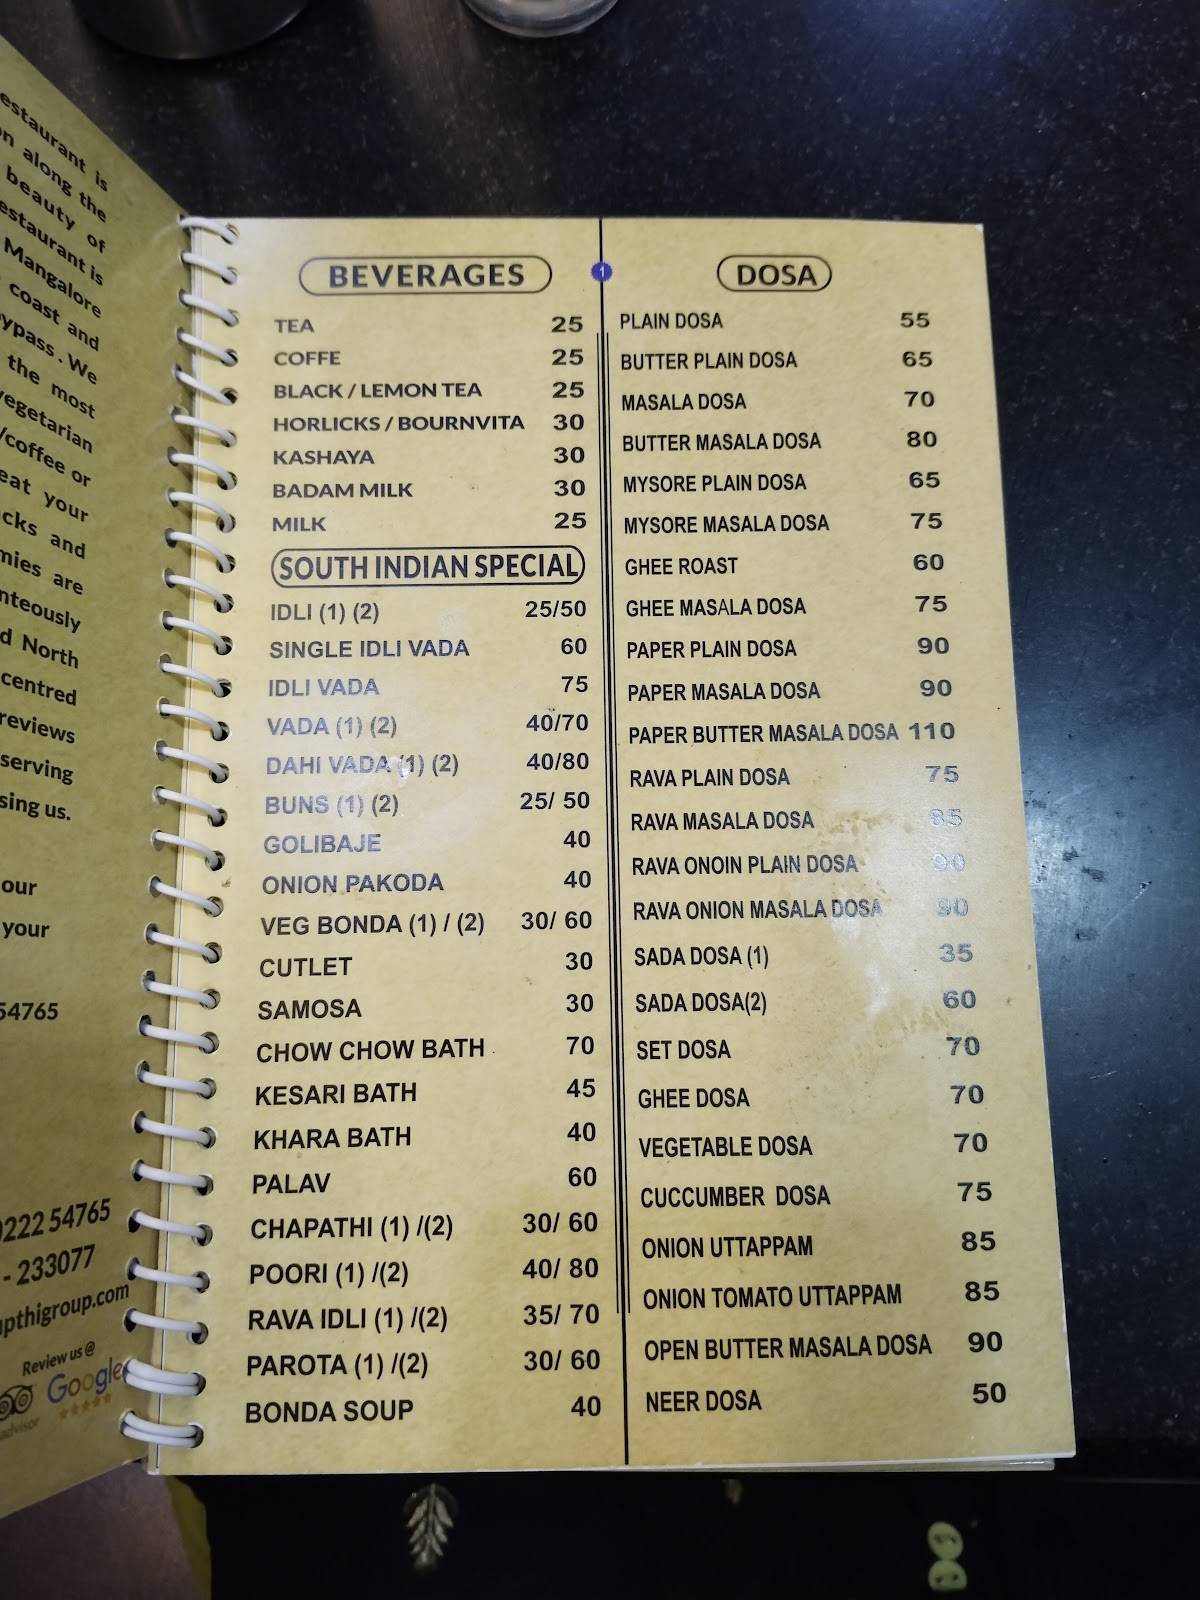 estaurant is
on along the
beauty of
estaurant is
Mangalore
coast and
ypass. We
the most
vegetarian
/coffee or
eat your
cks and
mies are
nteously
d North
centred
reviews
serving
sing us.
our
your
54765
0222 54765
- 233077
upthigroup.com
Review us @
Google
advisor
BEVERAGES
TEA 25
COFFE 25
BLACK / LEMON TEA 25
HORLICKS / BOURNVITA 30
KASHAYA 30
BADAM MILK 30
MILK 25
SOUTH INDIAN SPECIAL
IDLI (1) (2) 25/50
SINGLE IDLI VADA 60
IDLI VADA 75
VADA (1) (2) 40/70
DAHI VADA (1) (2) 40/80
BUNS (1) (2) 25/ 50
GOLIBAJE 40
ONION PAKODA 40
VEG BONDA (1) / (2) 30/ 60
CUTLET 30
SAMOSA 30
CHOW CHOW BATH 70
KESARI BATH 45
KHARA BATH 40
PALAV 60
CHAPATHI (1) /(2) 30/ 60
POORI (1) /(2) 40/ 80
RAVA IDLI (1) /(2) 35/ 70
PAROTA (1) /(2) 30/ 60
BONDA SOUP 40
1
DOSA
PLAIN DOSA 55
BUTTER PLAIN DOSA 65
MASALA DOSA 70
BUTTER MASALA DOSA 80
MYSORE PLAIN DOSA 65
MYSORE MASALA DOSA 75
GHEE ROAST 60
GHEE MASALA DOSA 75
PAPER PLAIN DOSA 90
PAPER MASALA DOSA 90
PAPER BUTTER MASALA DOSA 110
RAVA PLAIN DOSA 75
RAVA MASALA DOSA 85
RAVA ONOIN PLAIN DOSA 90
RAVA ONION MASALA DOSA 90
SADA DOSA (1) 35
SADA DOSA(2) 60
SET DOSA 70
GHEE DOSA 70
VEGETABLE DOSA 70
CUCCUMBER DOSA 75
ONION UTTAPPAM 85
ONION TOMATO UTTAPPAM 85
OPEN BUTTER MASALA DOSA 90
NEER DOSA 50